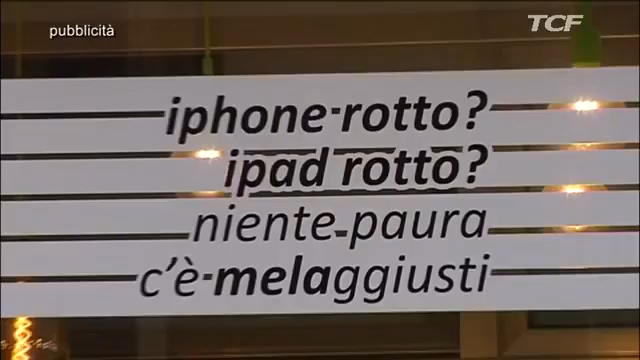 pubblicità
TCF
iphone rotto?
ipad rotto?
niente paura
c'è melaggiusti